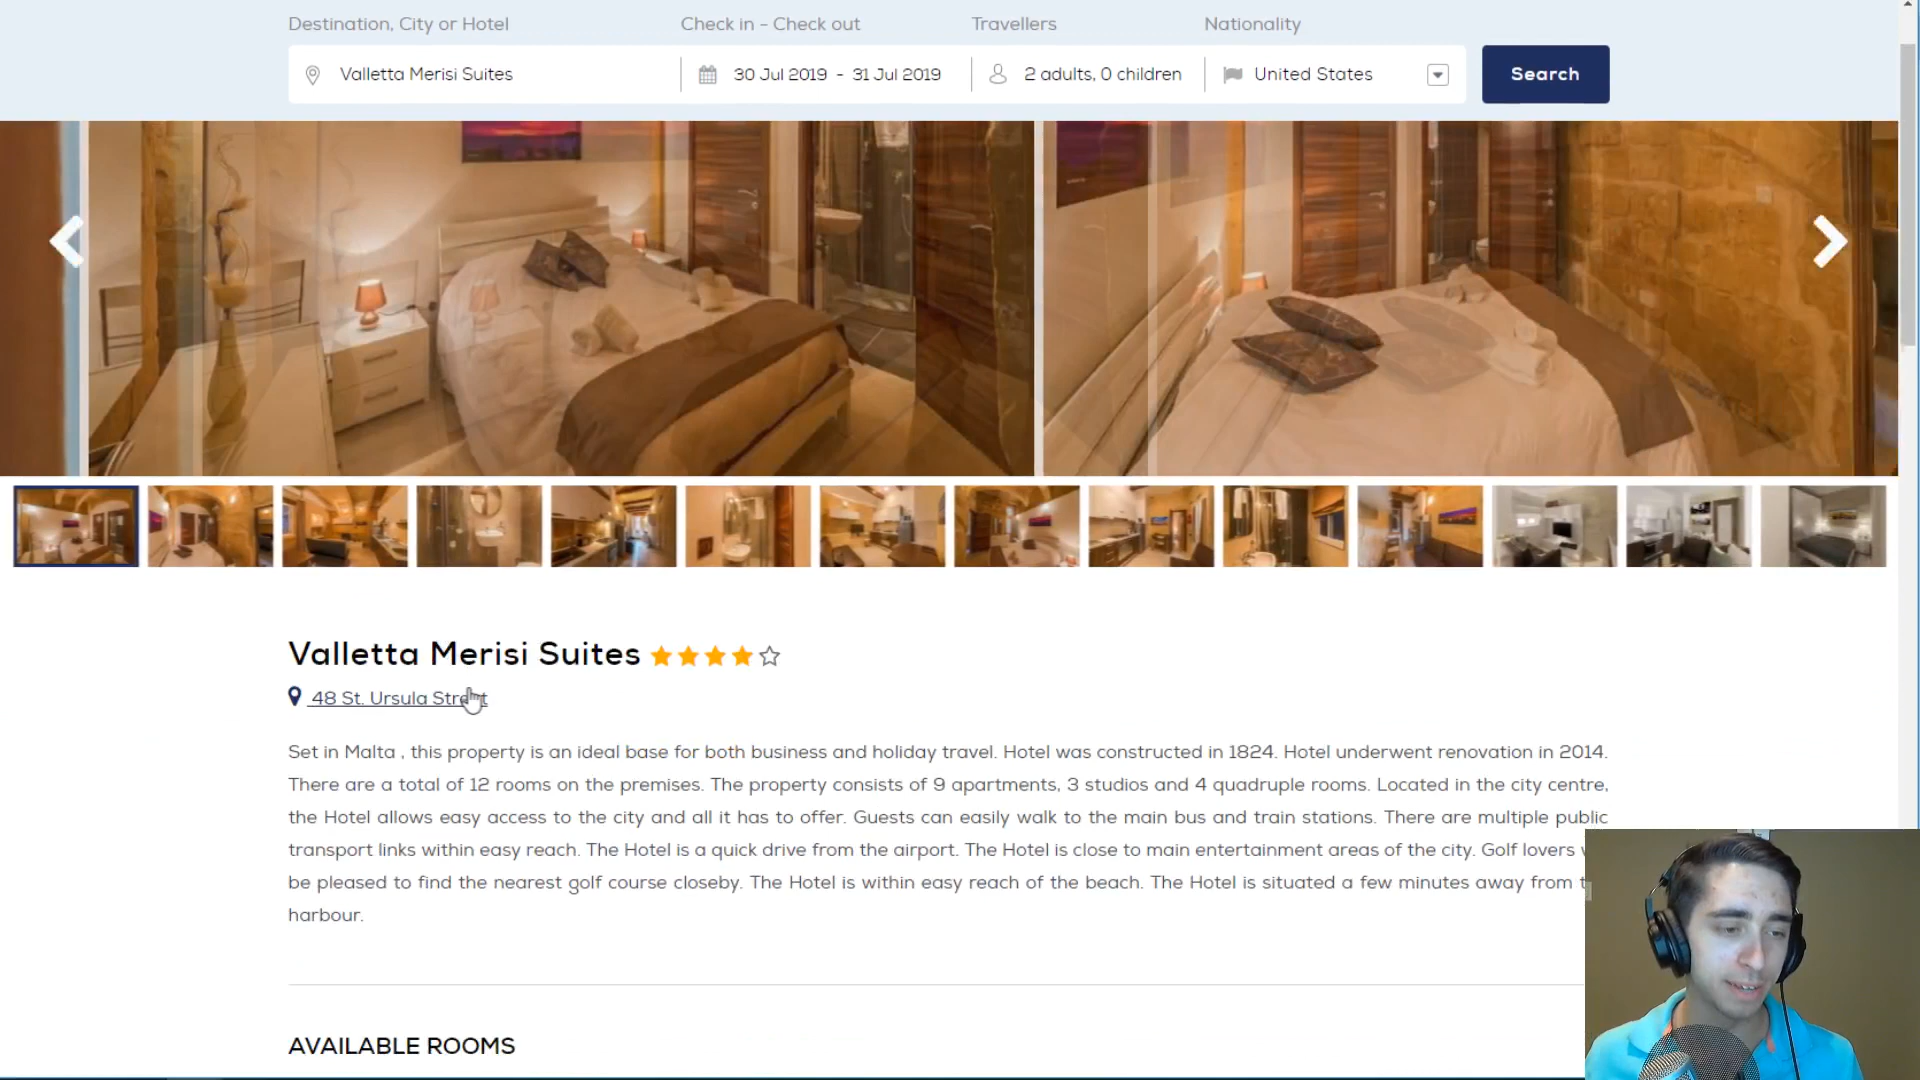 Destination, City or Hotel Check in - Check out Travellers Nationality
Valletta Merisi Suites 30 Jul 2019 - 31 Jul 2019 2 adults, 0 children United States Search
Valletta Merisi Suites
48 St. Ursula Street
Set in Malta , this property is an ideal base for both business and holiday travel. Hotel was constructed in 1824. Hotel underwent renovation in 2014.
There are a total of 12 rooms on the premises. The property consists of 9 apartments, 3 studios and 4 quadruple rooms. Located in the city centre,
the Hotel allows easy access to the city and all it has to offer. Guests can easily walk to the main bus and train stations. There are multiple public
transport links within easy reach. The Hotel is a quick drive from the airport. The Hotel is close to main entertainment areas of the city. Golf lovers
be pleased to find the nearest golf course closeby. The Hotel is within easy reach of the beach. The Hotel is situated a few minutes away from
harbour.
AVAILABLE ROOMS